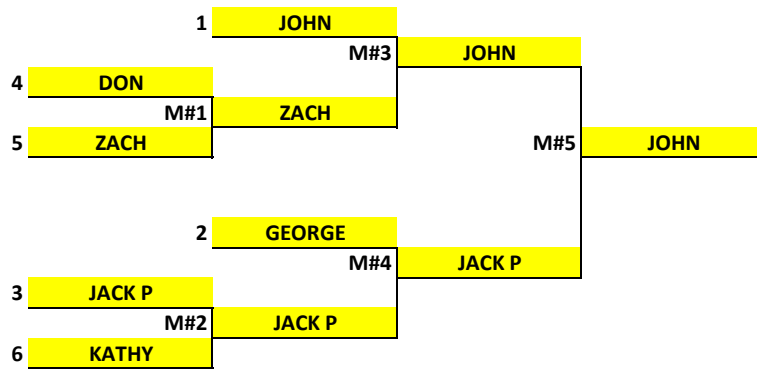 1 JOHN
M#3 JOHN
4 DON
M#1 ZACH
5 ZACH
M#5 JOHN
2 GEORGE
M#4 JACK P
3 JACK P
M#2 JACK P
6 KATHY